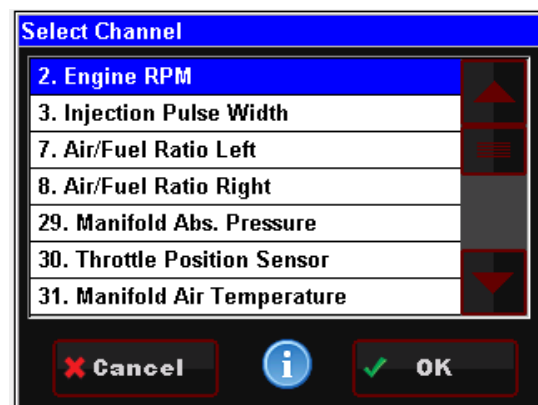 Select Channel
2. Engine RPM
3. Injection Pulse Width
7. Air/Fuel Ratio Left
8. Air/Fuel Ratio Right
29. Manifold Abs. Pressure
30. Throttle Position Sensor
31. Manifold Air Temperature
Cancel
i
OK